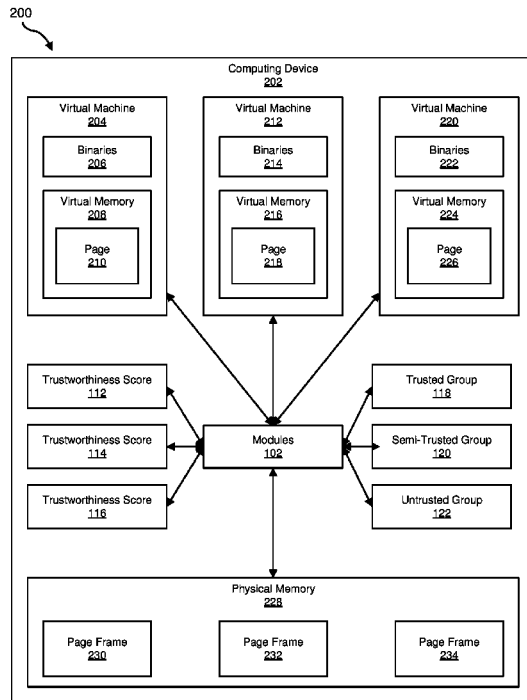 200
Computing Device
202
Virtual Machine
204
Binaries
206
Virtual Memory
208
Page
210
Virtual Machine
212
Binaries
214
Virtual Memory
216
Page
218
Virtual Machine
220
Binaries
222
Virtual Memory
224
Page
226
Trustworthiness Score
112
Trustworthiness Score
114
Trustworthiness Score
116
Modules
102
Trusted Group
118
Semi-Trusted Group
120
Untrusted Group
122
Physical Memory
228
Page Frame
230
Page Frame
232
Page Frame
234